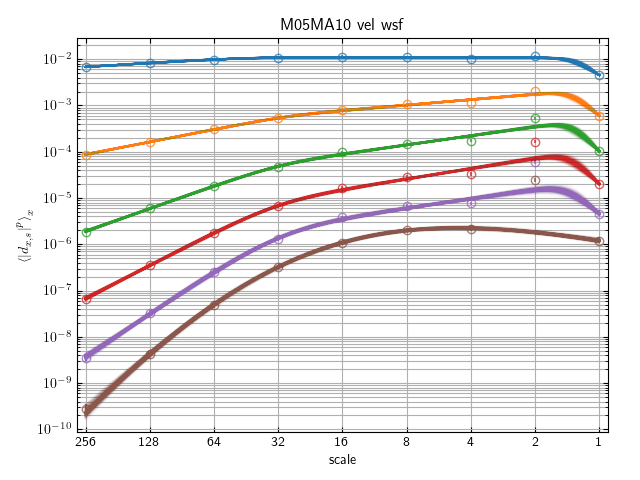 M05MA10 vel wsf
⟨|d_{x,s}|^p⟩_x
10^{-2}
10^{-3}
10^{-4}
10^{-5}
10^{-6}
10^{-7}
10^{-8}
10^{-9}
10^{-10}
256 128 64 32 16 8 4 2 1
scale